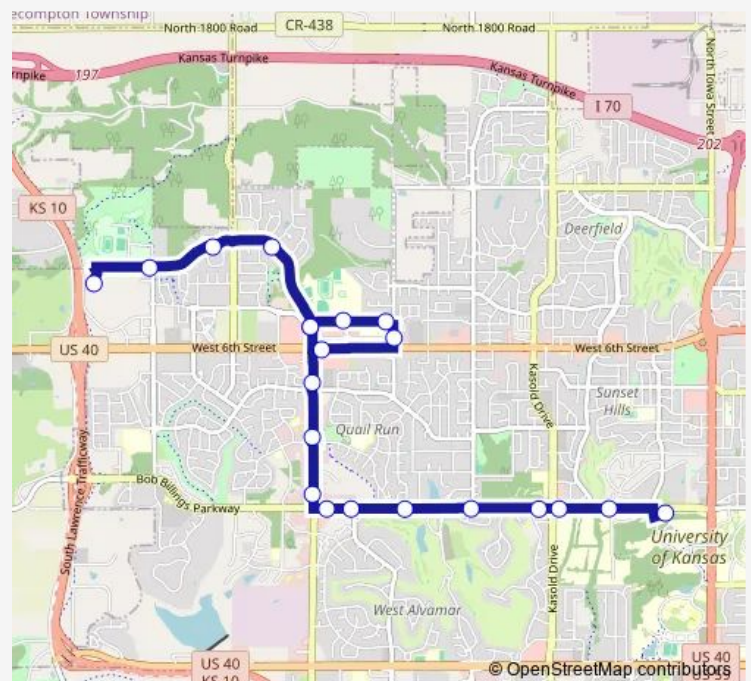 ecompton Township
North 1800 Road
CR-438
North 1800 Road
Kansas Turnpike
rnpike
197
Kansas Turnpike
I 70
North Iowa Street
202
KS 10
Deerfield
US 40
West 6th Street
West 6th Street
Kasold Drive
Sunset
Hills
Quail Run
South Lawrence Trafficway
Bob Billings Parkway
University
of Kansas
Kasold Drive
West Alvamar
US 40
KS 10
US 40
© OpenStreetMap contributors